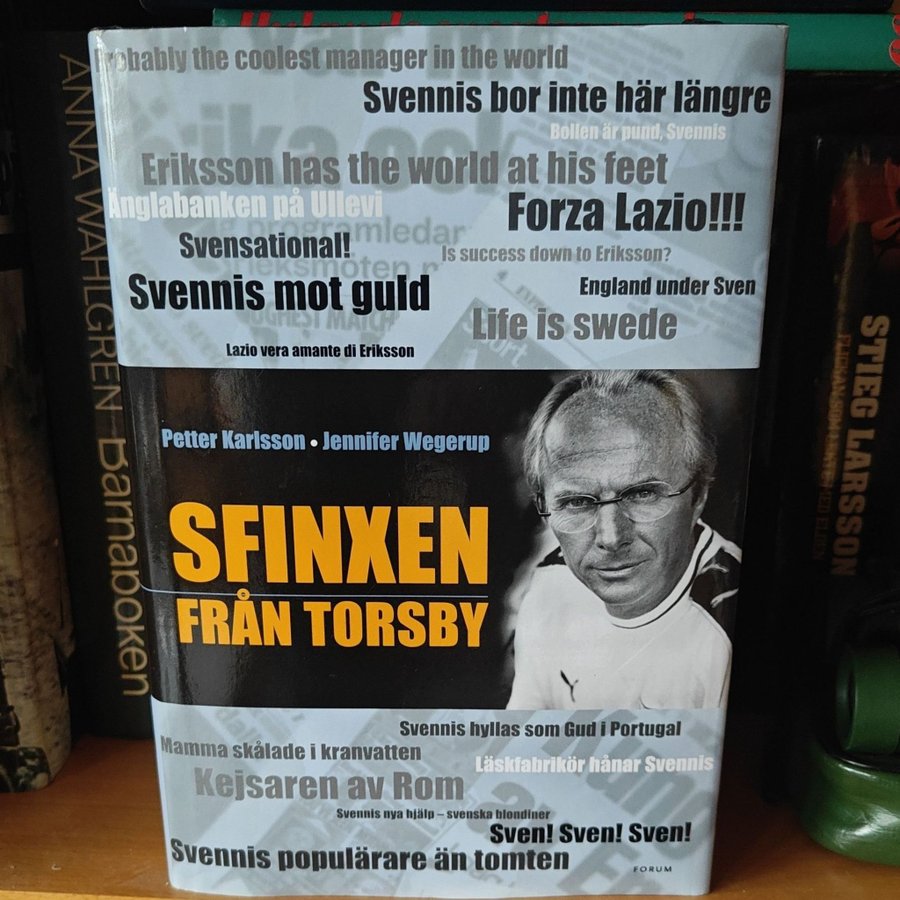 Probably the coolest manager in the world
Svennis bor inte här längre
Bollen är pund, Svennis
Eriksson has the world at his feet
Änglabanken på Ullevi
Forza Lazio!!!
programledar
Svensational!
Is success down to Eriksson?
Svennis mot guld
England under Sven
Life is swede
Lazio vera amante di Eriksson
Petter Karlsson • Jennifer Wegerup
SFINXEN
FRÅN TORSBY
Svennis hyllas som Gud i Portugal
Mamma skålade i kranvatten
Läskfabrikör hånar Svennis
Kejsaren av Rom
Svennis nya hjälp – svenska blondiner
Sven! Sven! Sven!
Svennis populärare än tomten
FORUM
ANNA WAHLGREN Barnaboken
STIEG LARSSON